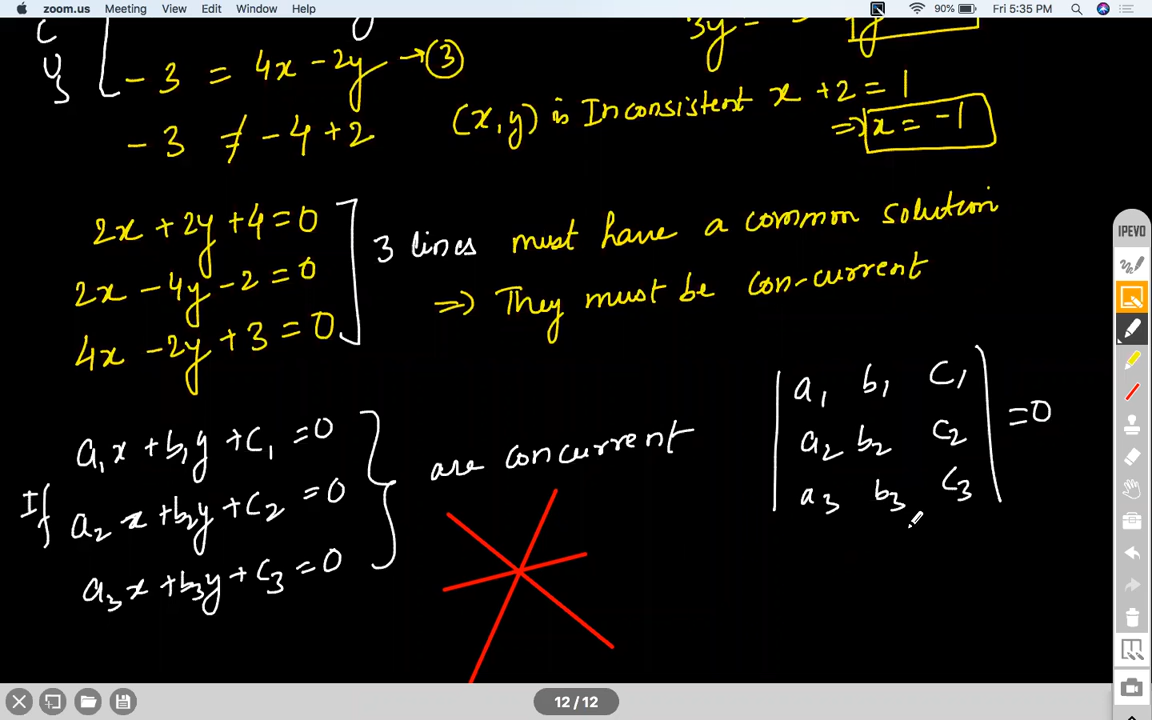 zoom.us Meeting View Edit Window Help 90% Fri 5:35 PM
3y =
y
- 3 = 4x - 2y → ③
- 3 ≠ - 4 + 2
(x, y) is Inconsistent x + 2 = 1
⇒ x = -1
2x + 2y + 4 = 0
2x - 4y - 2 = 0
4x - 2y + 3 = 0
3 lines must have a common solution
⇒ They must be con-current
If
a₁x + b₁y + c₁ = 0
a₂x + b₂y + c₂ = 0
a₃x + b₃y + c₃ = 0
are concurrent
a₁ b₁ c₁
a₂ b₂ c₂ = 0
a₃ b₃ c₃
IPEVO
12 / 12